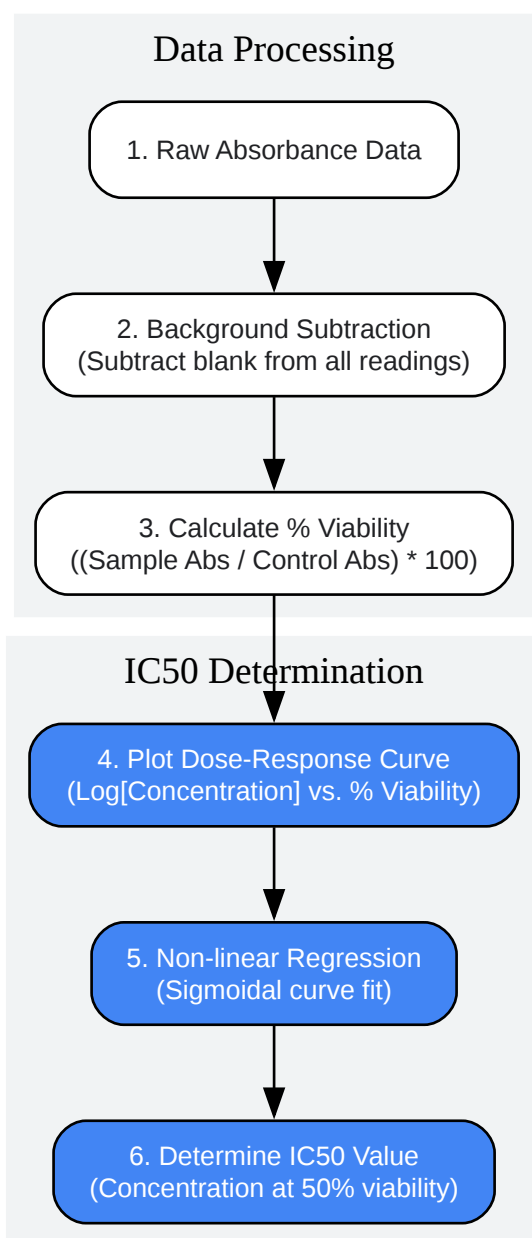 Data Processing
1. Raw Absorbance Data
2. Background Subtraction
(Subtract blank from all readings)
3. Calculate % Viability
((Sample Abs / Control Abs) * 100)
IC50 Determination
4. Plot Dose-Response Curve
(Log[Concentration] vs. % Viability)
5. Non-linear Regression
(Sigmoidal curve fit)
6. Determine IC50 Value
(Concentration at 50% viability)